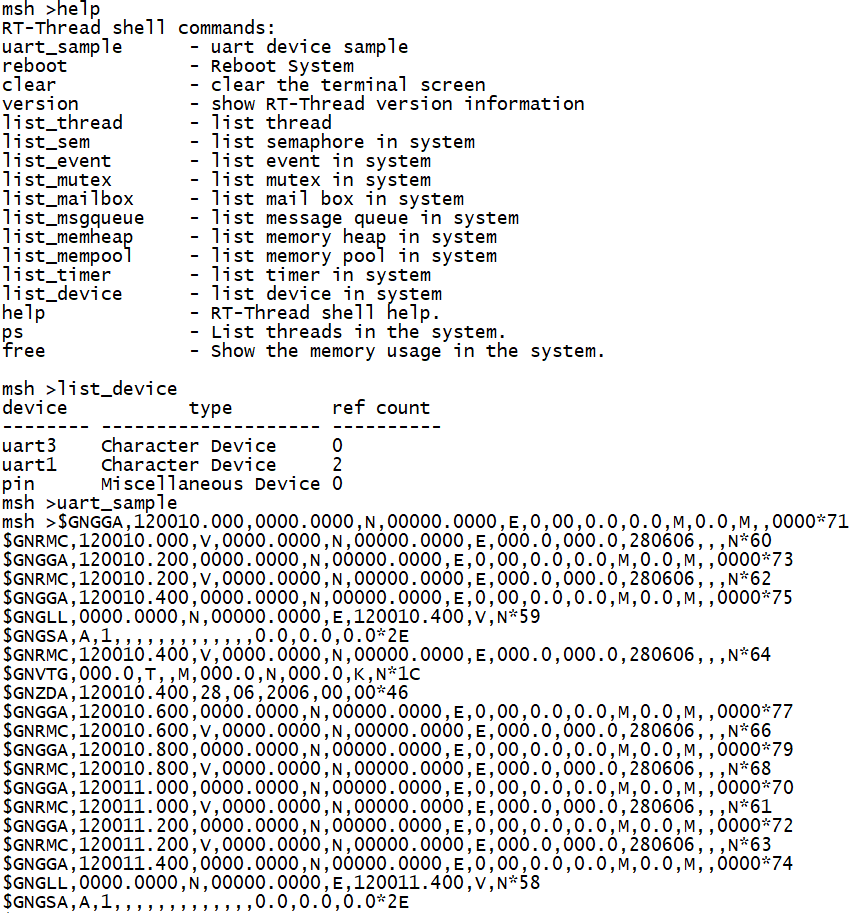 msh >help
RT-Thread shell commands:
uart_sample      - uart device sample
reboot           - Reboot System
clear            - clear the terminal screen
version          - show RT-Thread version information
list_thread      - list thread
list_sem         - list semaphore in system
list_event       - list event in system
list_mutex       - list mutex in system
list_mailbox     - list mail box in system
list_msgqueue    - list message queue in system
list_memheap     - list memory heap in system
list_mempool     - list memory pool in system
list_timer       - list timer in system
list_device      - list device in system
help             - RT-Thread shell help.
ps               - List threads in the system.
free             - Show the memory usage in the system.

msh >list_device
device           type         ref count
-------- -------------------- ----------
uart3    Character Device     0
uart1    Character Device     2
pin      Miscellaneous Device 0
msh >uart_sample
msh >$GNGGA,120010.000,0000.0000,N,00000.0000,E,0,00,0.0,0.0,M,0.0,M,,0000*71
$GNRMC,120010.000,V,0000.0000,N,00000.0000,E,000.0,000.0,280606,,,N*60
$GNGGA,120010.200,0000.0000,N,00000.0000,E,0,00,0.0,0.0,M,0.0,M,,0000*73
$GNRMC,120010.200,V,0000.0000,N,00000.0000,E,000.0,000.0,280606,,,N*62
$GNGGA,120010.400,0000.0000,N,00000.0000,E,0,00,0.0,0.0,M,0.0,M,,0000*75
$GNGLL,0000.0000,N,00000.0000,E,120010.400,V,N*59
$GNGSA,A,1,,,,,,,,,,,,,0.0,0.0,0.0*2E
$GNRMC,120010.400,V,0000.0000,N,00000.0000,E,000.0,000.0,280606,,,N*64
$GNVTG,000.0,T,,M,000.0,N,000.0,K,N*1C
$GNZDA,120010.400,28,06,2006,00,00*46
$GNGGA,120010.600,0000.0000,N,00000.0000,E,0,00,0.0,0.0,M,0.0,M,,0000*77
$GNRMC,120010.600,V,0000.0000,N,00000.0000,E,000.0,000.0,280606,,,N*66
$GNGGA,120010.800,0000.0000,N,00000.0000,E,0,00,0.0,0.0,M,0.0,M,,0000*79
$GNRMC,120010.800,V,0000.0000,N,00000.0000,E,000.0,000.0,280606,,,N*68
$GNGGA,120011.000,0000.0000,N,00000.0000,E,0,00,0.0,0.0,M,0.0,M,,0000*70
$GNRMC,120011.000,V,0000.0000,N,00000.0000,E,000.0,000.0,280606,,,N*61
$GNGGA,120011.200,0000.0000,N,00000.0000,E,0,00,0.0,0.0,M,0.0,M,,0000*72
$GNRMC,120011.200,V,0000.0000,N,00000.0000,E,000.0,000.0,280606,,,N*63
$GNGGA,120011.400,0000.0000,N,00000.0000,E,0,00,0.0,0.0,M,0.0,M,,0000*74
$GNGLL,0000.0000,N,00000.0000,E,120011.400,V,N*58
$GNGSA,A,1,,,,,,,,,,,,,0.0,0.0,0.0*2E